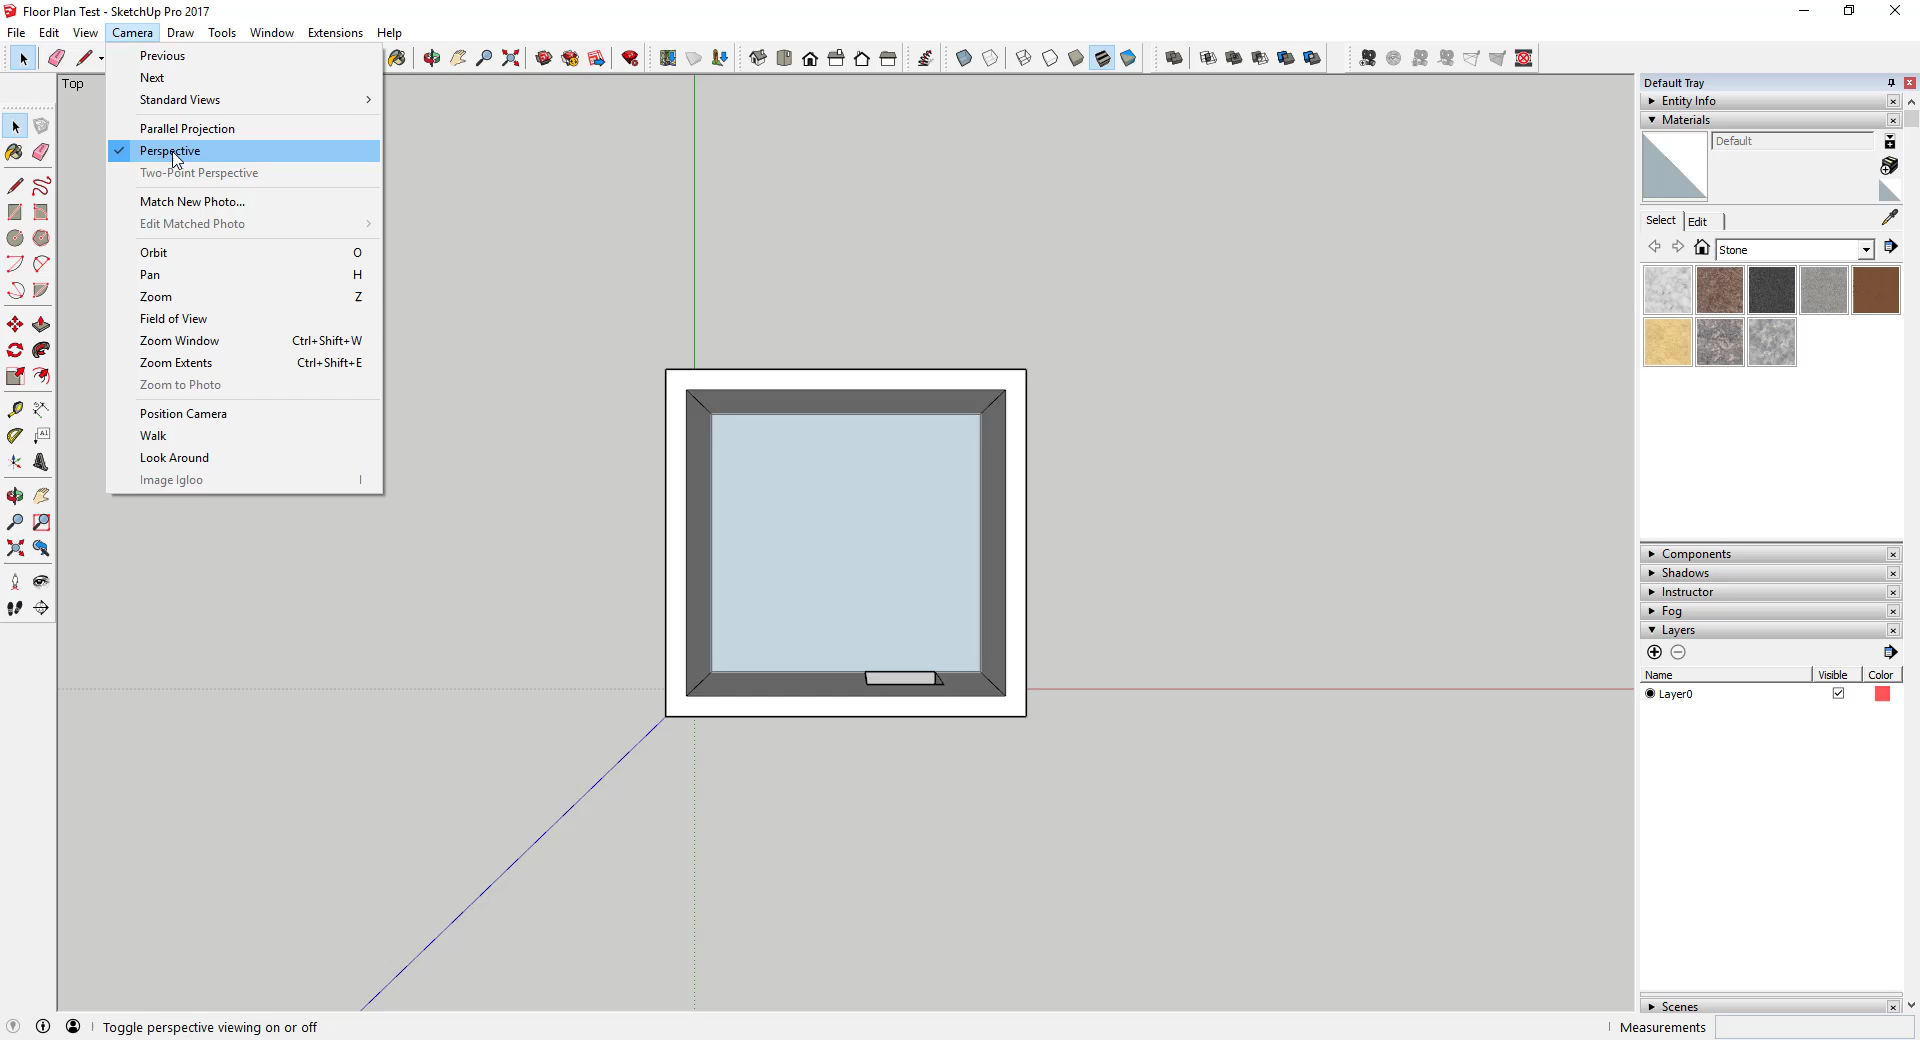 Floor Plan Test - SketchUp Pro 2017
File Edit View Camera Draw Tools Window Extensions Help
Top
Previous
Next
Standard Views
Parallel Projection
Perspective
Two-Point Perspective
Match New Photo...
Edit Matched Photo
Orbit O
Pan H
Zoom Z
Field of View
Zoom Window Ctrl+Shift+W
Zoom Extents Ctrl+Shift+E
Zoom to Photo
Position Camera
Walk
Look Around
Image Igloo I
Default Tray
Entity Info
Materials
Default
Select Edit
Stone
Components
Shadows
Instructor
Fog
Layers
Name Visible Color
Layer0
Scenes
Toggle perspective viewing on or off
Measurements